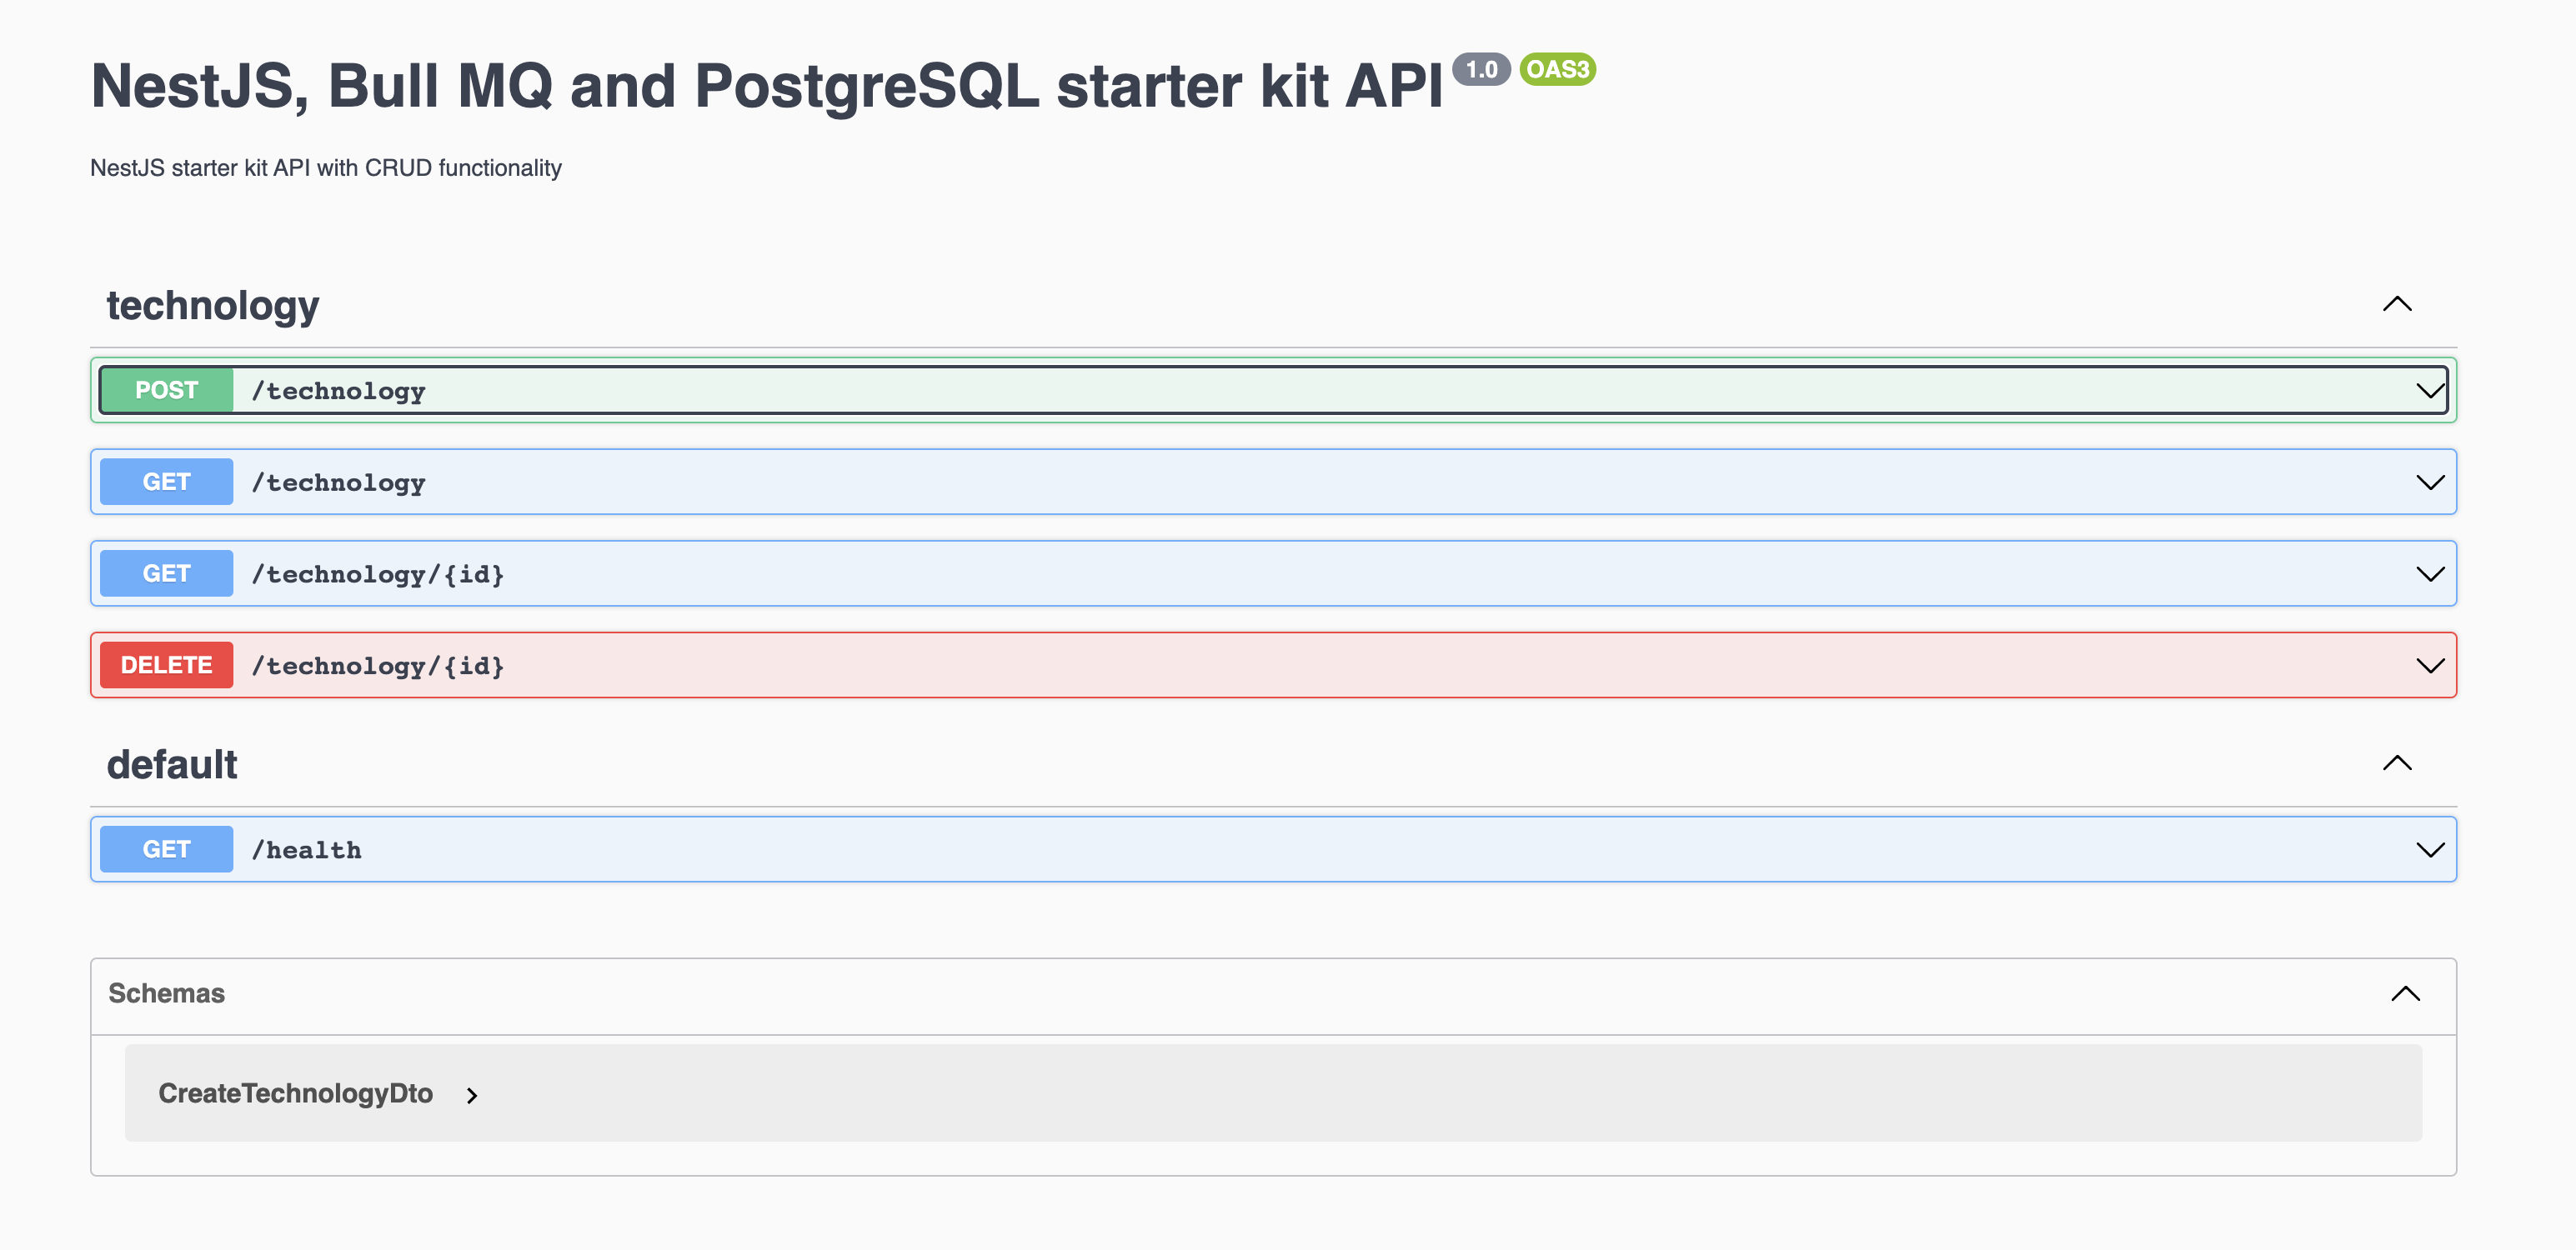 NestJS, Bull MQ and PostgreSQL starter kit API 1.0 OAS3
NestJS starter kit API with CRUD functionality
technology
POST /technology
GET /technology
GET /technology/{id}
DELETE /technology/{id}
default
GET /health
Schemas
CreateTechnologyDto